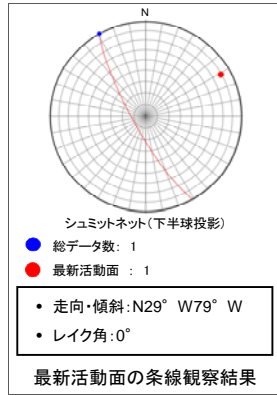 N
シュミットネット(下半球投影)
総データ数: 1
最新活動面 : 1
• 走向・傾斜:N29°W79°W
• レイク角:0°
最新活動面の条線観察結果